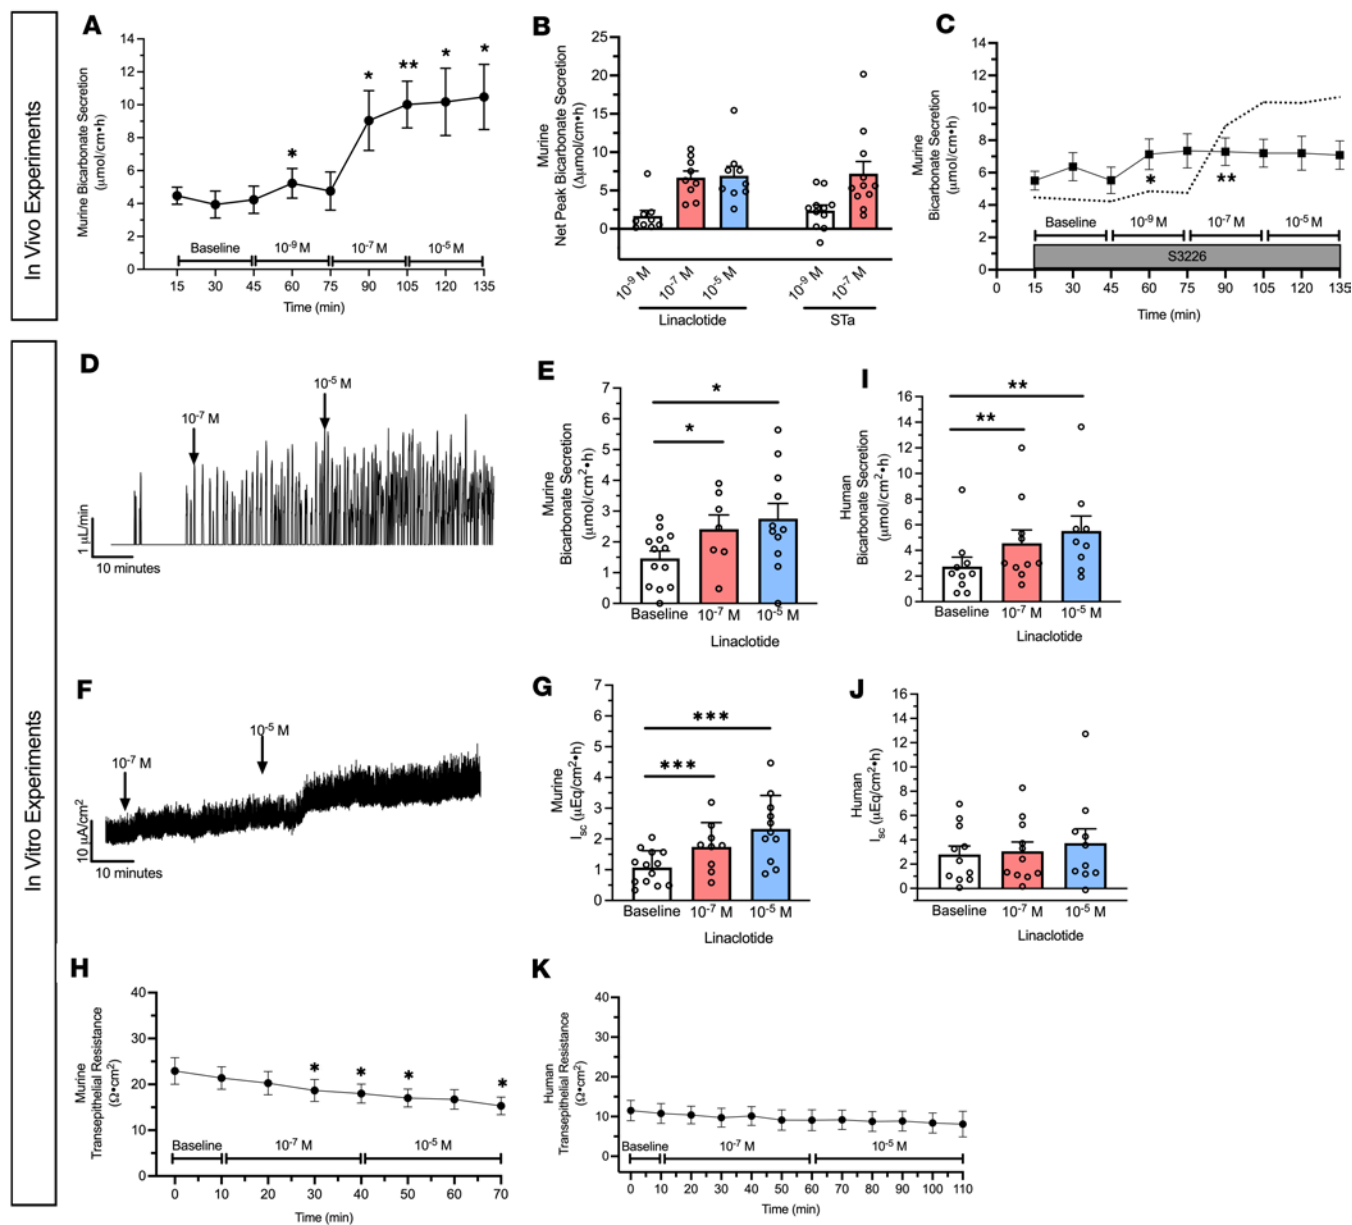 In Vivo Experiments
A
Murine Bicarbonate Secretion
(µmol/cm•h)
14
12
10
8
6
4
2
0
*
*
**
*
*
Baseline
10-9 M
10-7 M
10-5 M
15 30 45 60 75 90 105 120 135
Time (min)
B
Murine
Net Peak Bicarbonate Secretion
(Δµmol/cm•h)
25
20
15
10
5
0
10-9 M
10-7 M
10-5 M
10-9 M
10-7 M
Linaclotide
STa
C
Murine
Bicarbonate Secretion
(µmol/cm•h)
14
12
10
8
6
4
2
0
*
**
Baseline
10-9 M
10-7 M
10-5 M
S3226
15 30 45 60 75 90 105 120 135
Time (min)
In Vitro Experiments
D
10-7 M
10-5 M
1 µL/min
10 minutes
E
Murine
Bicarbonate Secretion
(µmol/cm2•h)
7
6
5
4
3
2
1
0
*
*
Baseline 10-7 M 10-5 M
Linaclotide
I
Human
Bicarbonate Secretion
(µmol/cm2•h)
16
14
12
10
8
6
4
2
0
**
**
Baseline 10-7 M 10-5 M
Linaclotide
F
10-7 M
10-5 M
10 µA/cm2
10 minutes
G
Murine
Isc (µEq/cm2•h)
7
6
5
4
3
2
1
0
***
***
Baseline 10-7 M 10-5 M
Linaclotide
J
Human
Isc (µEq/cm2•h)
16
14
12
10
8
6
4
2
0
Baseline 10-7 M 10-5 M
Linaclotide
H
Murine
Transepithelial Resistance
(Ω•cm2)
40
30
20
10
0
*
*
*
*
Baseline
10-7 M
10-5 M
0 10 20 30 40 50 60 70
Time (min)
K
Human
Transepithelial Resistance
(Ω•cm2)
40
30
20
10
0
Baseline
10-7 M
10-5 M
0 10 20 30 40 50 60 70 80 90 100 110
Time (min)